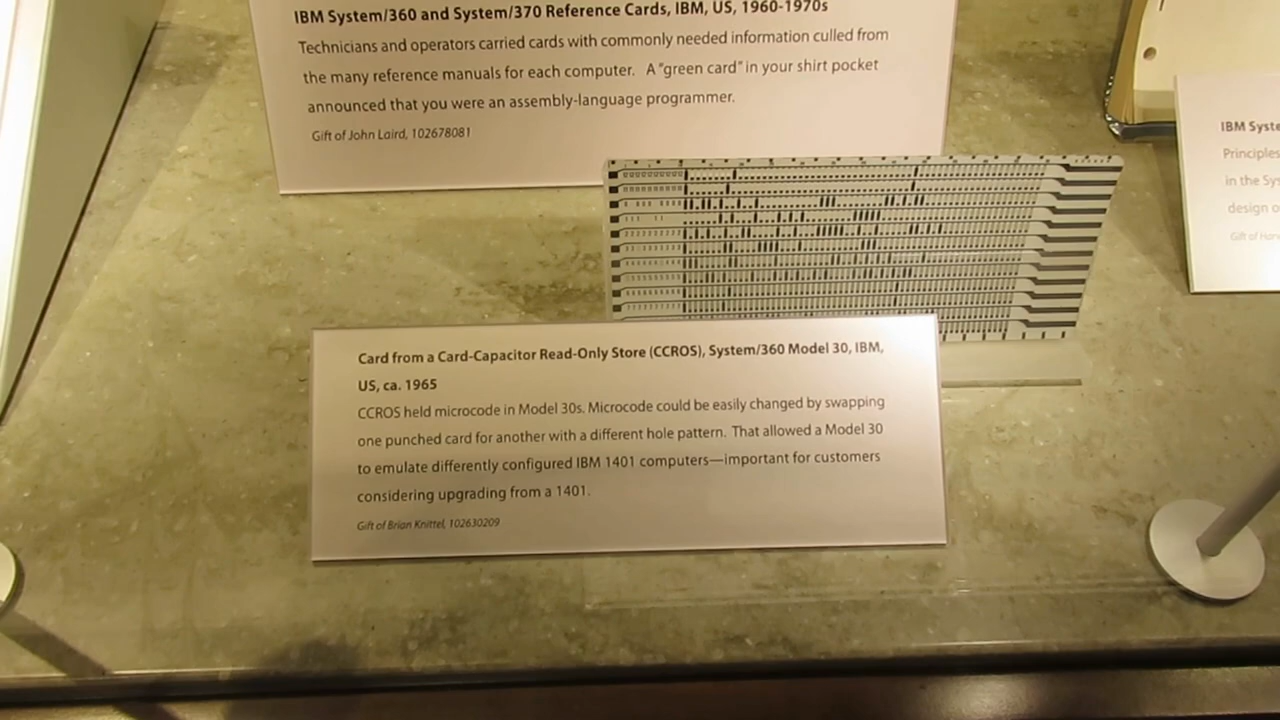 IBM System/360 and System/370 Reference Cards, IBM, US, 1960-1970s
Technicians and operators carried cards with commonly needed information culled from
the many reference manuals for each computer. A "green card" in your shirt pocket
announced that you were an assembly-language programmer.
Gift of John Laird, 102678081
IBM Syste
Principles
in the Sys
design o
Gift of
Card from a Card-Capacitor Read-Only Store (CCROS), System/360 Model 30, IBM,
US, ca. 1965
CCROS held microcode in Model 30s. Microcode could be easily changed by swapping
one punched card for another with a different hole pattern. That allowed a Model 30
to emulate differently configured IBM 1401 computers—important for customers
considering upgrading from a 1401.
Gift of Brian Knittel, 102630209